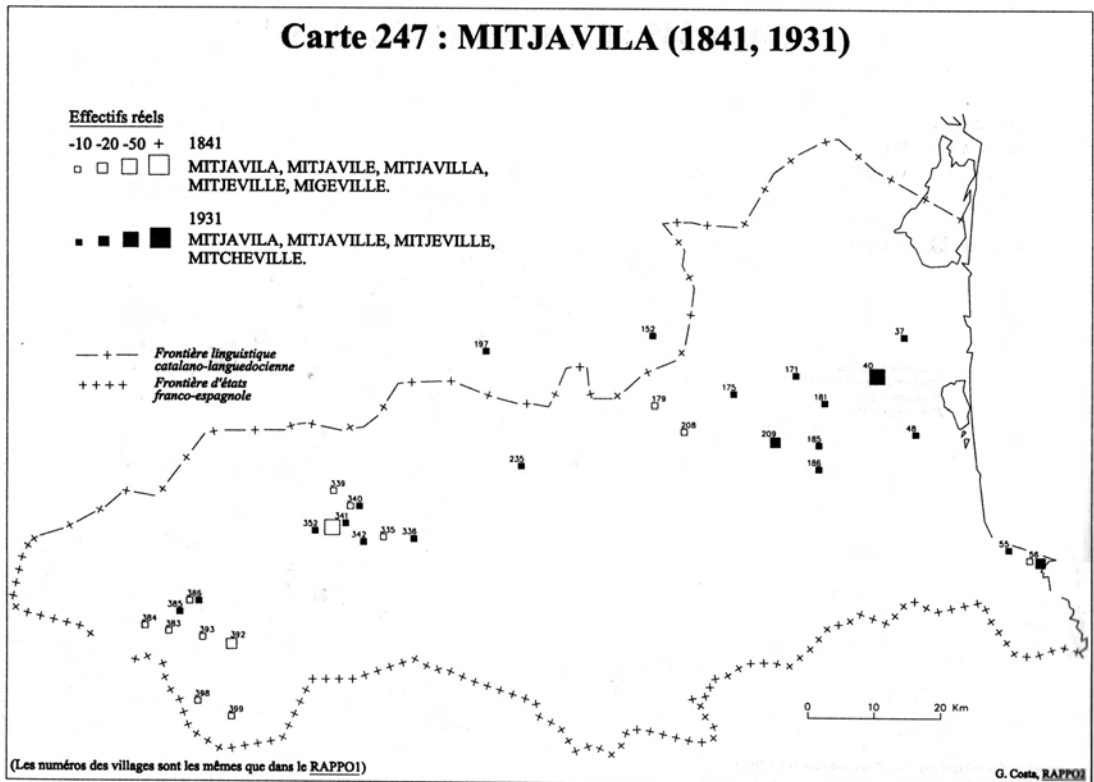 Carte 247 : MITJAVILA (1841, 1931)
Effectifs réels
-10 -20 -50 + 1841
MITJAVILA, MITJAVILE, MITJAVILLA,
MITJEVILLE, MIGEVILLE.
1931
MITJAVILA, MITJAVILLE, MITJEVILLE,
MITCHEVILLE.
Frontière linguistique
catalano-languedocienne
Frontière d'états
franco-espagnole
37
152
197
40
171
175
179
181
208
48
209
185
186
235
339
340
341
352
342
335
336
55
56
386
385
384
383
393
392
398
399
0 10 20 Km
(Les numéros des villages sont les mêmes que dans le RAPPO1)
G. Costa, RAPPO2